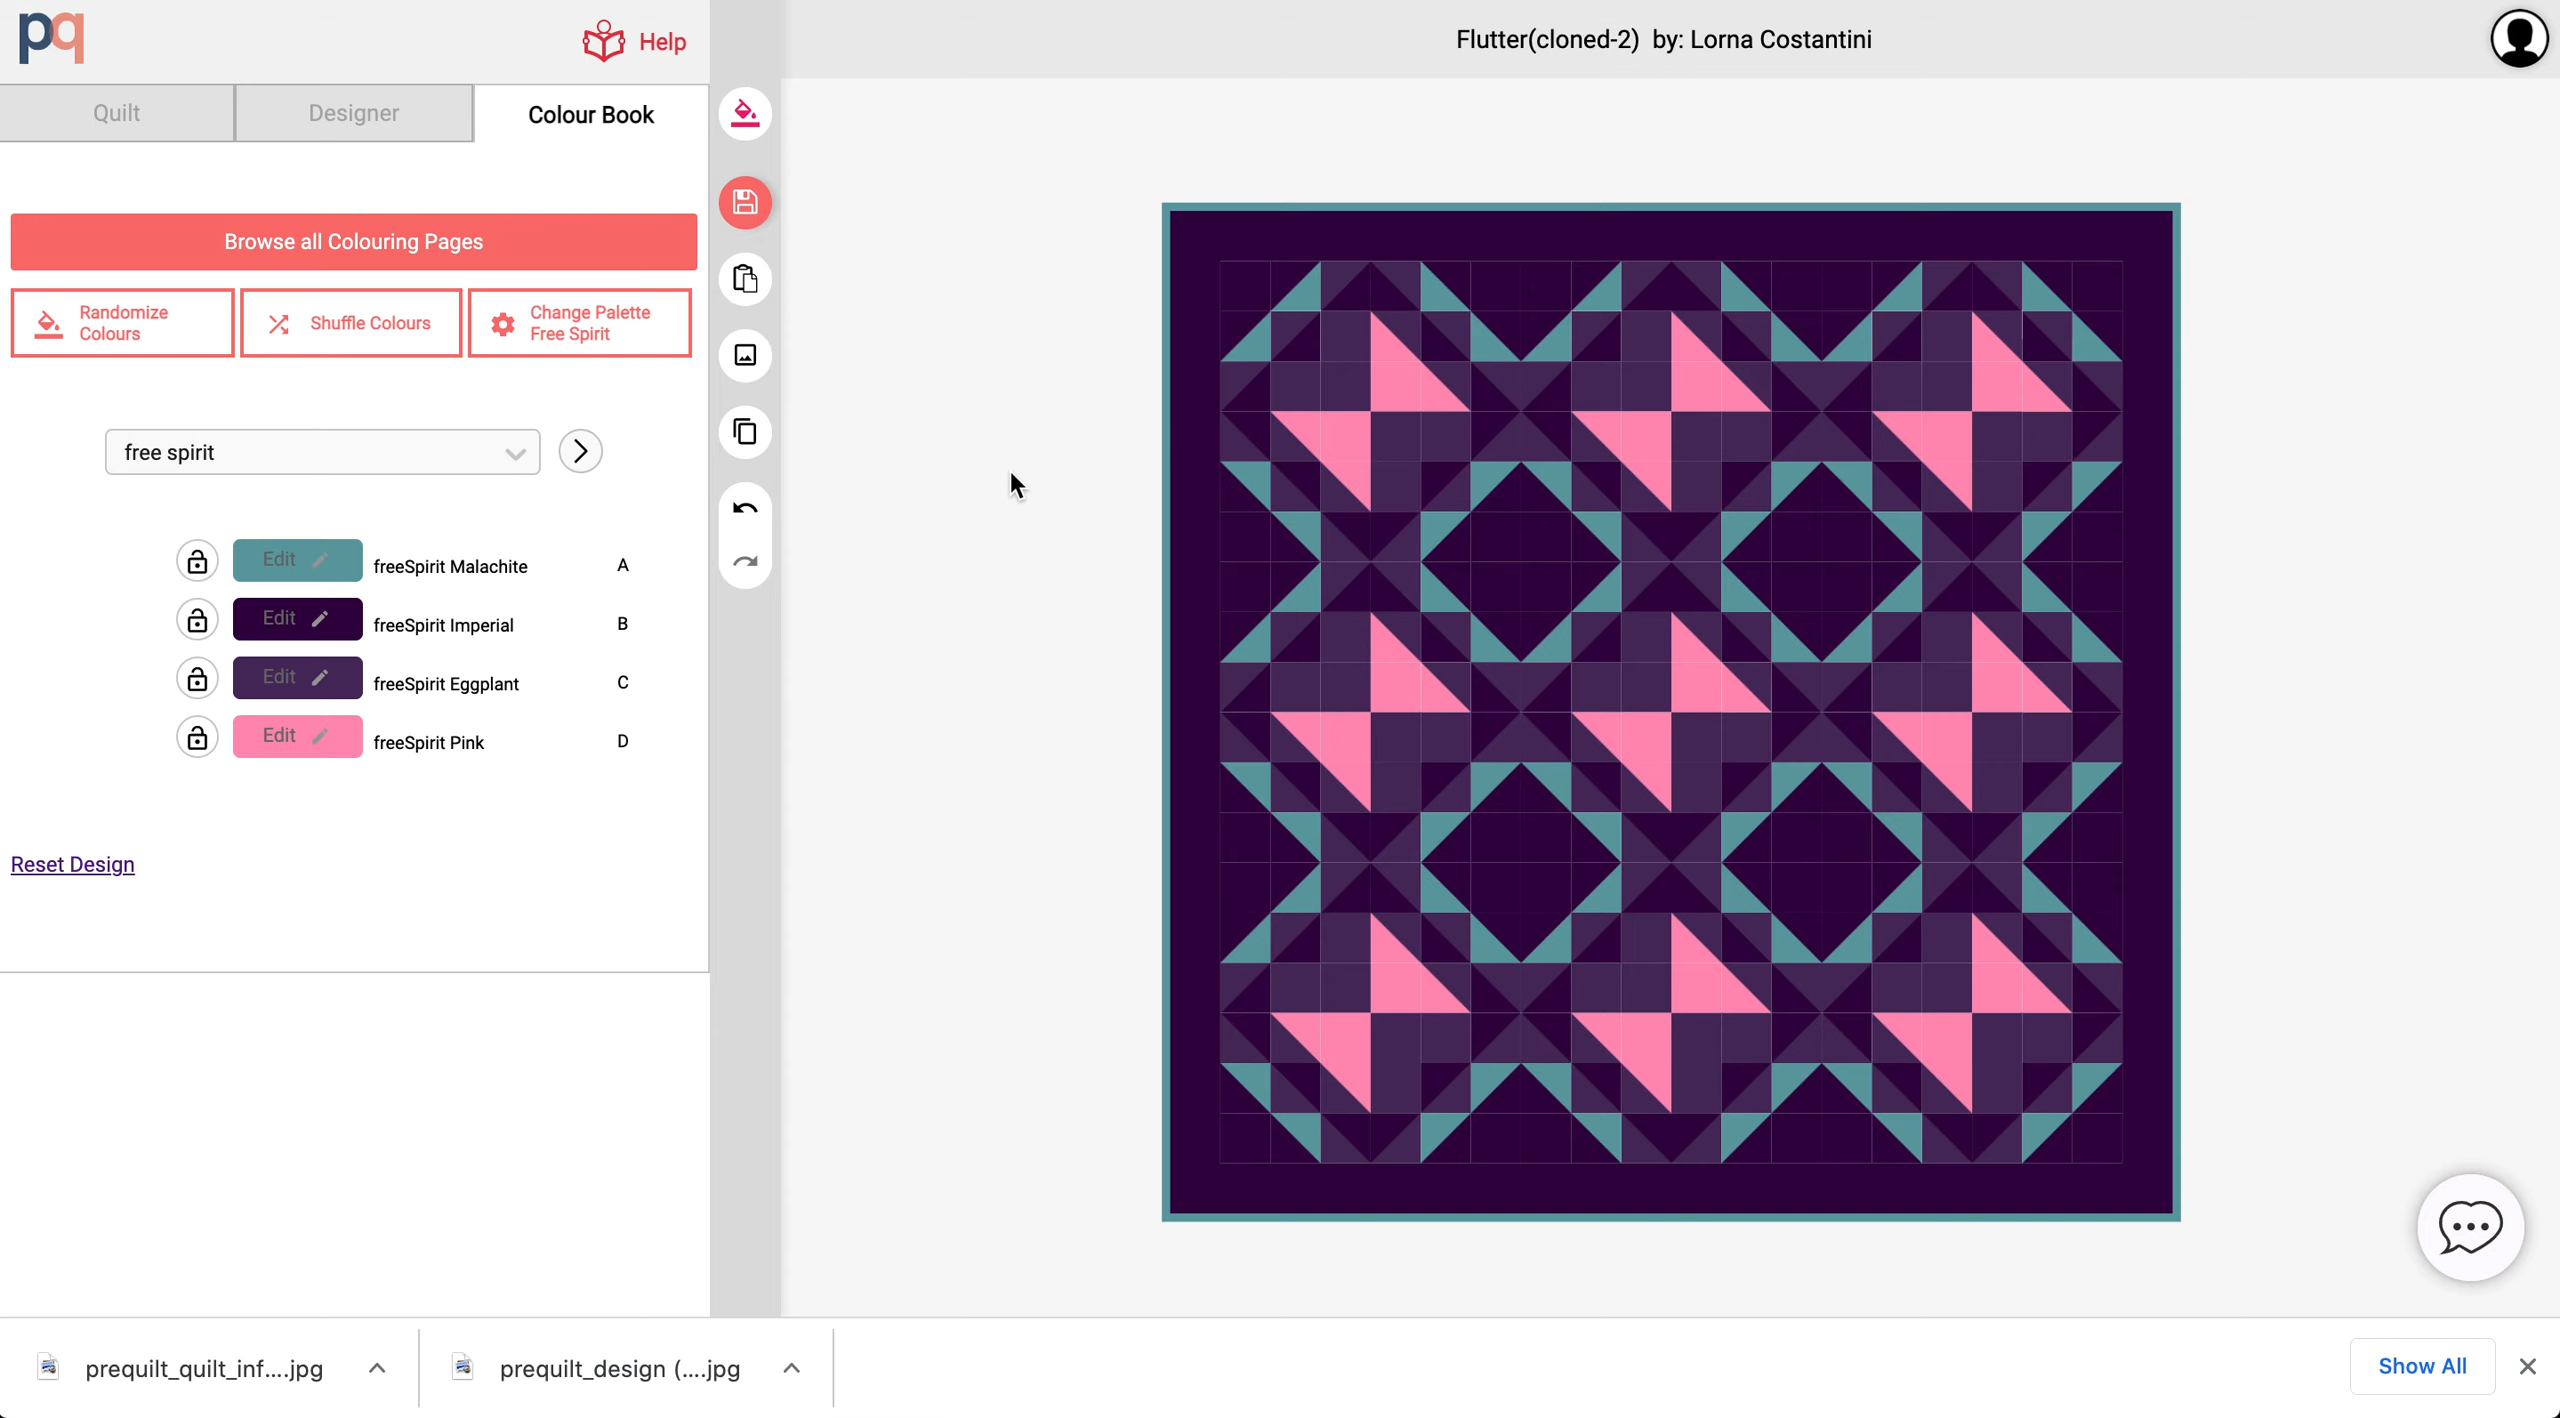 pq
Help
Flutter(cloned-2) by: Lorna Costantini
Quilt
Designer
Colour Book
Browse all Colouring Pages
Randomize
Colours
Shuffle Colours
Change Palette
Free Spirit
free spirit
Edit freeSpirit Malachite A
Edit freeSpirit Imperial B
Edit freeSpirit Eggplant C
Edit freeSpirit Pink D
Reset Design
prequilt_quilt_inf....jpg
prequilt_design (....jpg
Show All